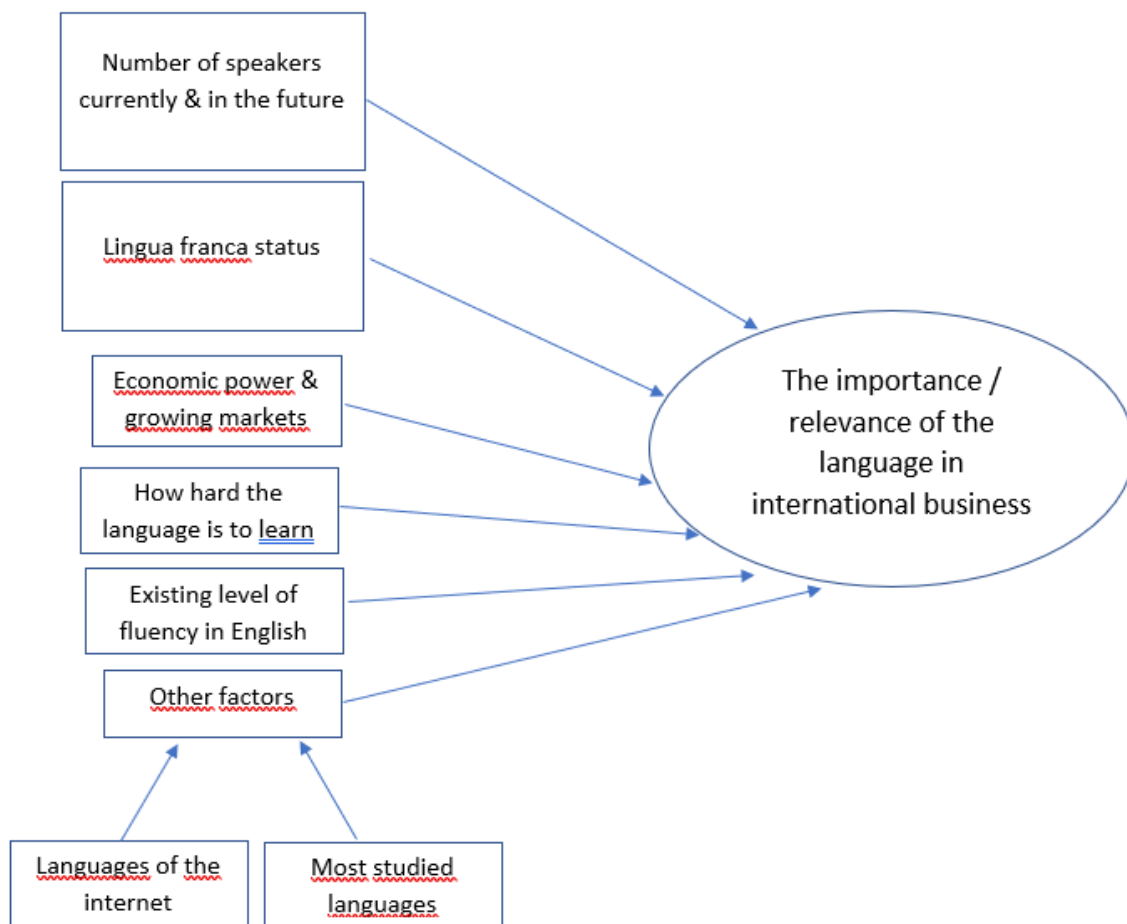 Number of speakers
currently & in the future
Lingua franca status
Economic power &
growing markets
How hard the
language is to learn
Existing level of
fluency in English
Other factors
Languages of the
internet
Most studied
languages
The importance /
relevance of the
language in
international business